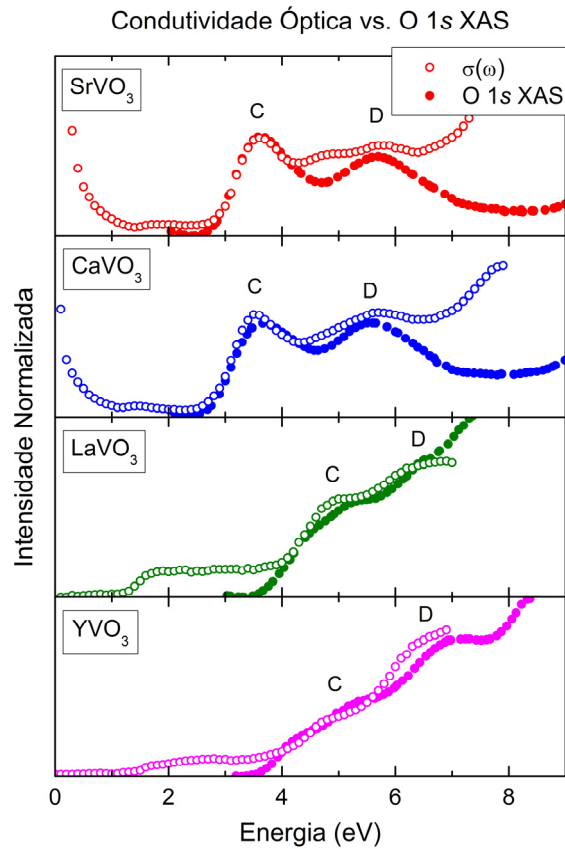 Condutividade Óptica vs. O 1s XAS
SrVO3
σ(ω)
O 1s XAS
C
D
CaVO3
C
D
LaVO3
C
D
YVO3
C
D
Intensidade Normalizada
0 2 4 6 8
Energia (eV)